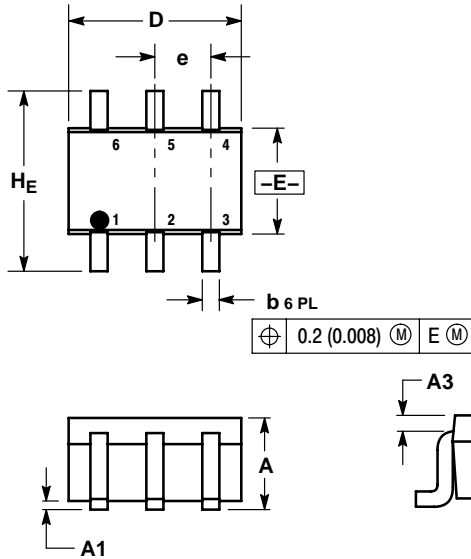 D
e
6 5 4
HE
–E–
1 2 3
b 6 PL
⌖ 0.2 (0.008) Ⓜ E Ⓜ
A3
A
A1